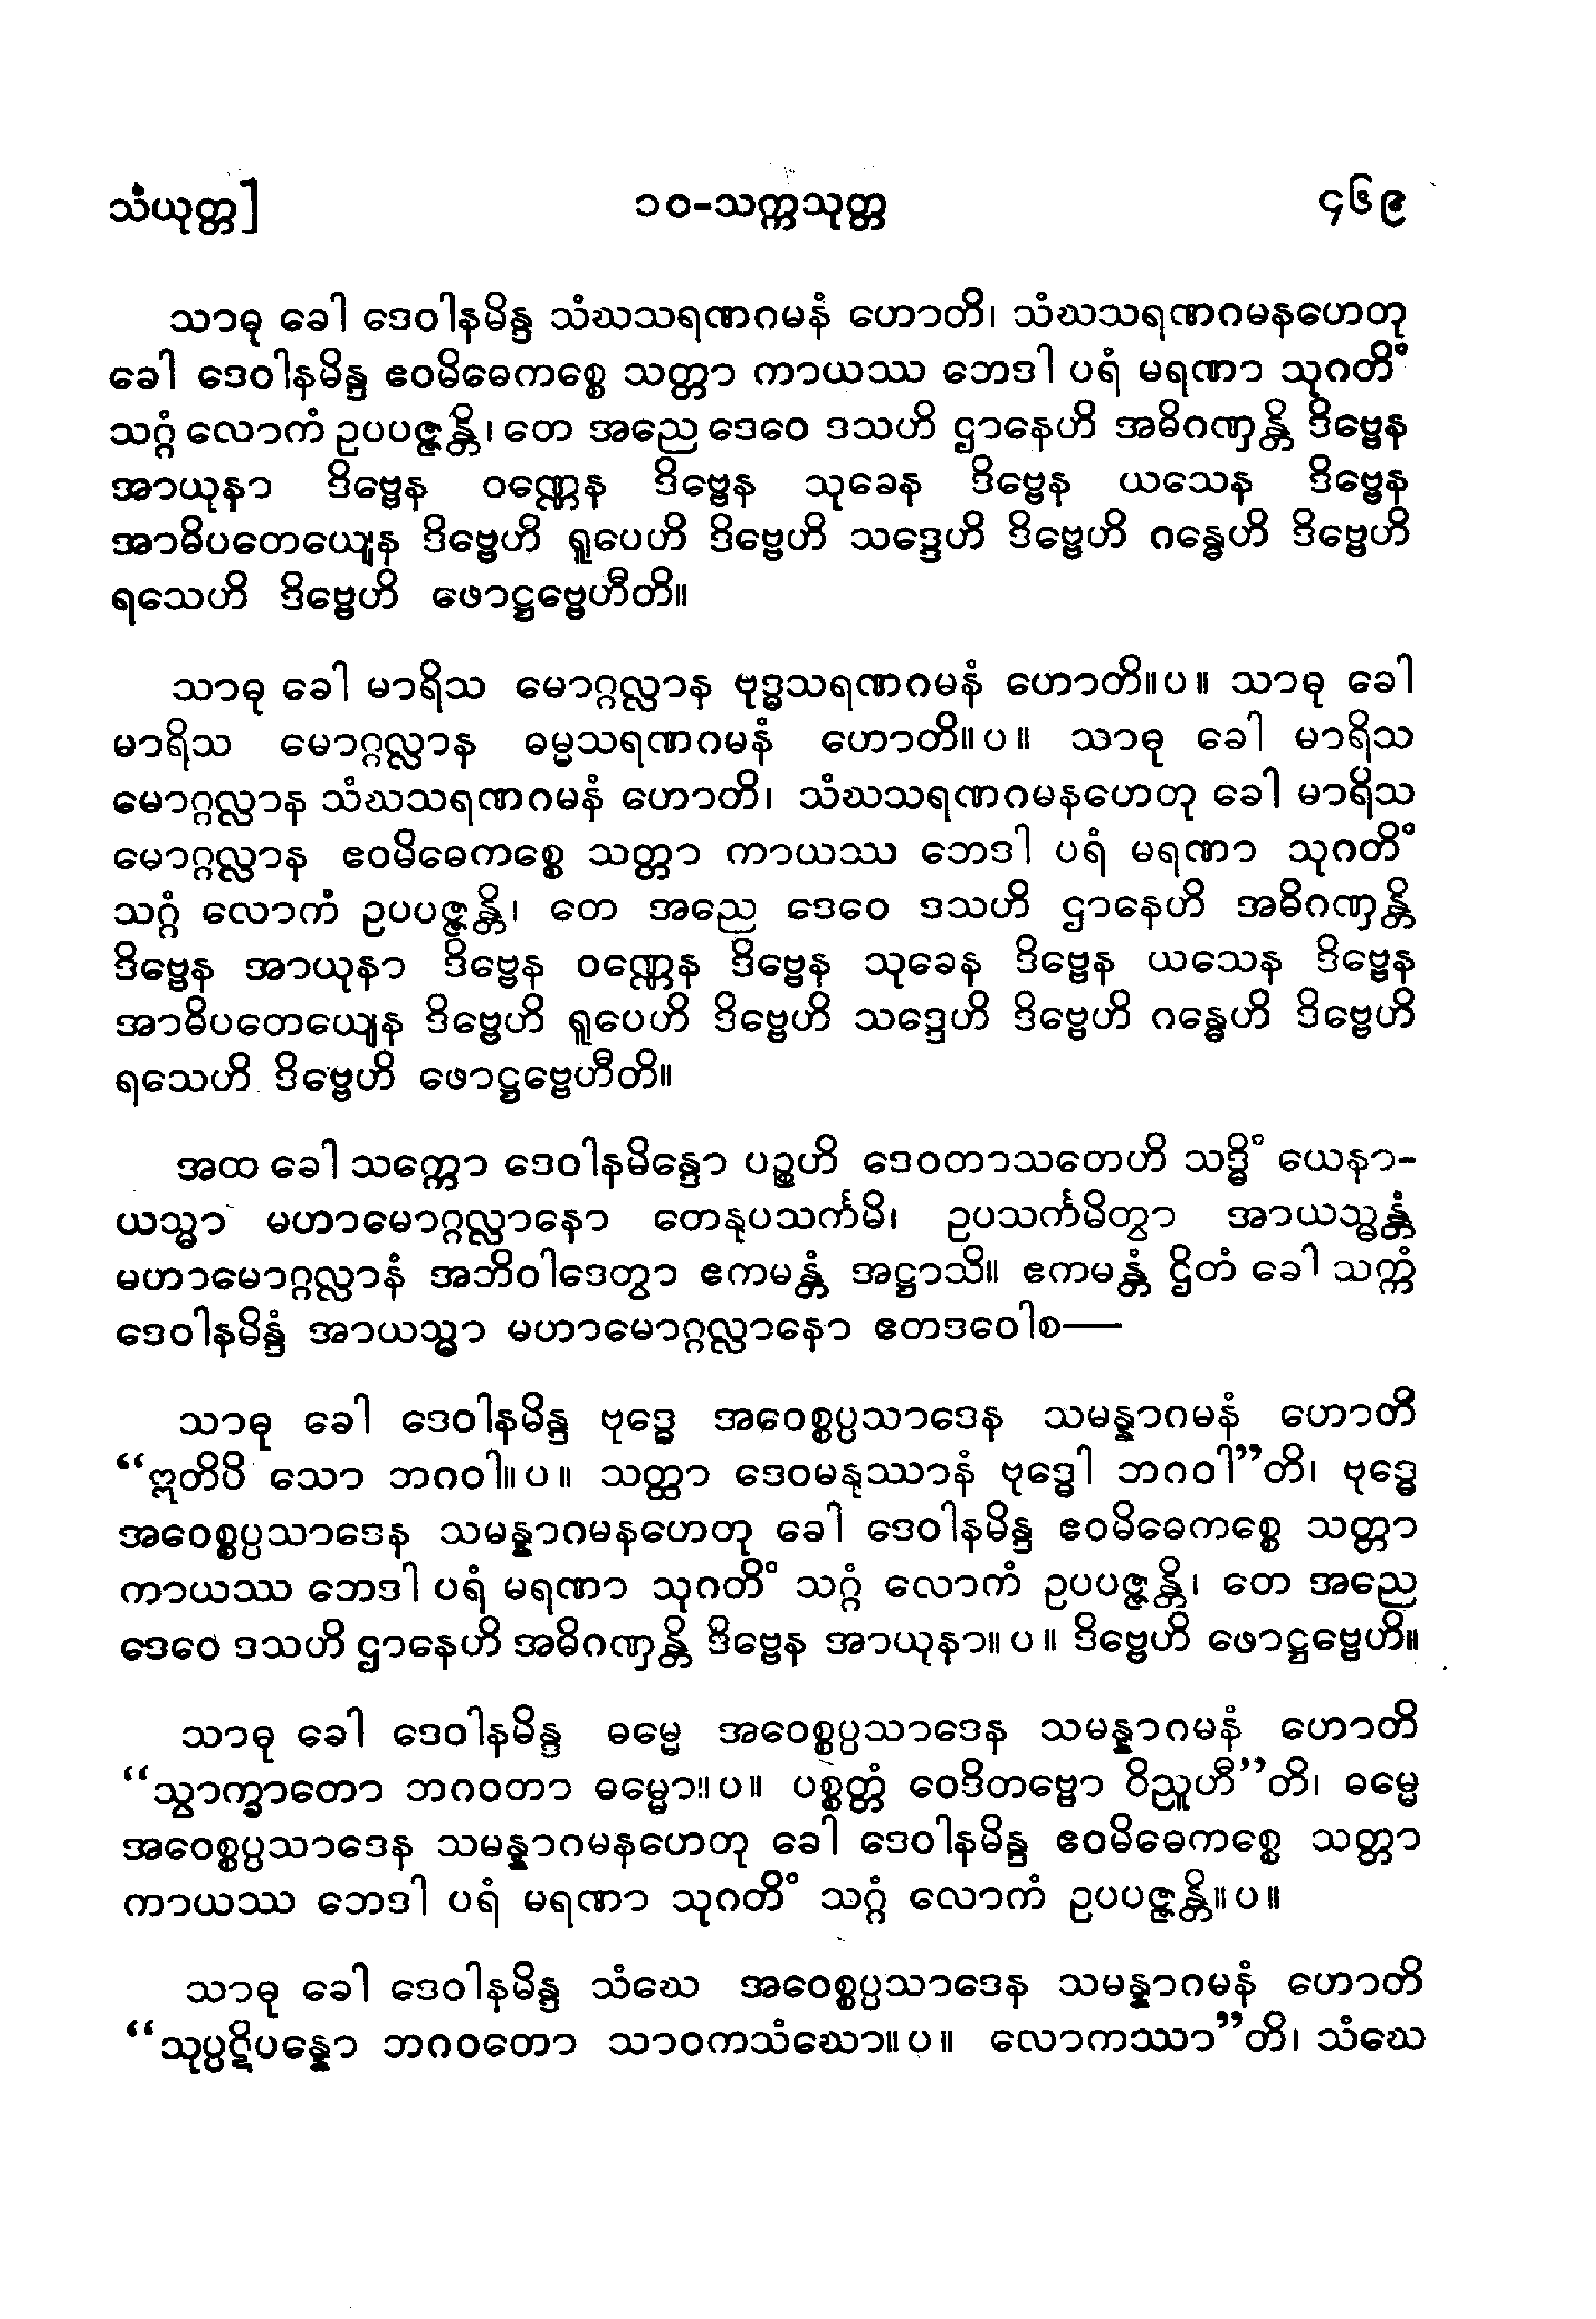 သံယုတ္တ]
၁၀-သက္ကသုတ္တ
၄၆၉
သာဓု ခေါ ဒေဝါနမိန္ဒ သံဃသရဏဂမနံ ဟောတိ၊ သံဃသရဏဂမနဟေတု
ခေါ ဒေဝါနမိန္ဒ ဧဝမိဓေကစ္စေ သတ္တာ ကာယဿ ဘေဒါ ပရံ မရဏာ သုဂတိံ
သဂ္ဂံ လောကံ ဥပပဇ္ဇန္တိ၊ တေ အညေ ဒေဝေ ဒသဟိ ဌာနေဟိ အဓိဂဏှန္တိ ဒိဗ္ဗေန
အာယုနာ ဒိဗ္ဗေန ဝဏ္ဏေန ဒိဗ္ဗေန သုခေန ဒိဗ္ဗေန ယသေန ဒိဗ္ဗေန
အာဓိပတေယျေန ဒိဗ္ဗေဟိ ရူပေဟိ ဒိဗ္ဗေဟိ သဒ္ဒေဟိ ဒိဗ္ဗေဟိ ဂန္ဓေဟိ ဒိဗ္ဗေဟိ
ရသေဟိ ဒိဗ္ဗေဟိ ဖောဋ္ဌဗ္ဗေဟီတိ။
သာဓု ခေါ မာရိသ မောဂ္ဂလ္လာန ဗုဒ္ဓသရဏဂမနံ ဟောတိ။ပ။ သာဓု ခေါ
မာရိသ မောဂ္ဂလ္လာန ဓမ္မသရဏဂမနံ ဟောတိ။ပ။ သာဓု ခေါ မာရိသ
မောဂ္ဂလ္လာန သံဃသရဏဂမနံ ဟောတိ၊ သံဃသရဏဂမနဟေတု ခေါ မာရိသ
မောဂ္ဂလ္လာန ဧဝမိဓေကစ္စေ သတ္တာ ကာယဿ ဘေဒါ ပရံ မရဏာ သုဂတိံ
သဂ္ဂံ လောကံ ဥပပဇ္ဇန္တိ၊ တေ အညေ ဒေဝေ ဒသဟိ ဌာနေဟိ အဓိဂဏှန္တိ
ဒိဗ္ဗေန အာယုနာ ဒိဗ္ဗေန ဝဏ္ဏေန ဒိဗ္ဗေန သုခေန ဒိဗ္ဗေန ယသေန ဒိဗ္ဗေန
အာဓိပတေယျေန ဒိဗ္ဗေဟိ ရူပေဟိ ဒိဗ္ဗေဟိ သဒ္ဒေဟိ ဒိဗ္ဗေဟိ ဂန္ဓေဟိ ဒိဗ္ဗေဟိ
ရသေဟိ ဒိဗ္ဗေဟိ ဖောဋ္ဌဗ္ဗေဟီတိ။
အထ ခေါ သက္ကော ဒေဝါနမိန္ဒော ပဉ္စဟိ ဒေဝတာသတေဟိ သဒ္ဓိံ ယေနာ-
ယသ္မာ မဟာမောဂ္ဂလ္လာနော တေနုပသင်္ကမိ၊ ဥပသင်္ကမိတွာ အာယသ္မန္တံ
မဟာမောဂ္ဂလ္လာနံ အဘိဝါဒေတွာ ဧကမန္တံ အဋ္ဌာသိ။ ဧကမန္တံ ဌိတံ ခေါ သက္ကံ
ဒေဝါနမိန္ဒံ အာယသ္မာ မဟာမောဂ္ဂလ္လာနော ဧတဒဝေါစ—
သာဓု ခေါ ဒေဝါနမိန္ဒ ဗုဒ္ဓေ အဝေစ္စပ္ပသာဒေန သမန္နာဂမနံ ဟောတိ
“ဣတိပိ သော ဘဂဝါ။ပ။ သတ္ထာ ဒေဝမနုဿာနံ ဗုဒ္ဓေါ ဘဂဝါ”တိ၊ ဗုဒ္ဓေ
အဝေစ္စပ္ပသာဒေန သမန္နာဂမနဟေတု ခေါ ဒေဝါနမိန္ဒ ဧဝမိဓေကစ္စေ သတ္တာ
ကာယဿ ဘေဒါ ပရံ မရဏာ သုဂတိံ သဂ္ဂံ လောကံ ဥပပဇ္ဇန္တိ၊ တေ အညေ
ဒေဝေ ဒသဟိ ဌာနေဟိ အဓိဂဏှန္တိ ဒိဗ္ဗေန အာယုနာ။ပ။ ဒိဗ္ဗေဟိ ဖောဋ္ဌဗ္ဗေဟိ။
သာဓု ခေါ ဒေဝါနမိန္ဒ ဓမ္မေ အဝေစ္စပ္ပသာဒေန သမန္နာဂမနံ ဟောတိ
“သွာက္ခာတော ဘဂဝတာ ဓမ္မော။ပ။ ပစ္စတ္တံ ဝေဒိတဗ္ဗော ဝိညူဟီ”တိ၊ ဓမ္မေ
အဝေစ္စပ္ပသာဒေန သမန္နာဂမနဟေတု ခေါ ဒေဝါနမိန္ဒ ဧဝမိဓေကစ္စေ သတ္တာ
ကာယဿ ဘေဒါ ပရံ မရဏာ သုဂတိံ သဂ္ဂံ လောကံ ဥပပဇ္ဇန္တိ။ပ။
သာဓု ခေါ ဒေဝါနမိန္ဒ သံဃေ အဝေစ္စပ္ပသာဒေန သမန္နာဂမနံ ဟောတိ
“သုပ္ပဋိပန္နော ဘဂဝတော သာဝကသံဃော။ပ။ လောကဿာ”တိ၊ သံဃေ